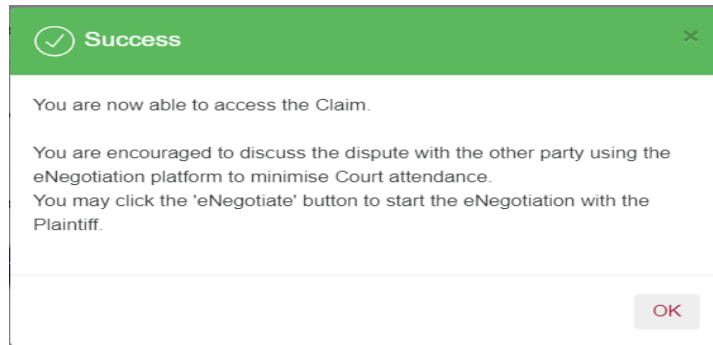 Success
×
You are now able to access the Claim.
You are encouraged to discuss the dispute with the other party using the
eNegotiation platform to minimise Court attendance.
You may click the 'eNegotiate' button to start the eNegotiation with the
Plaintiff.
OK